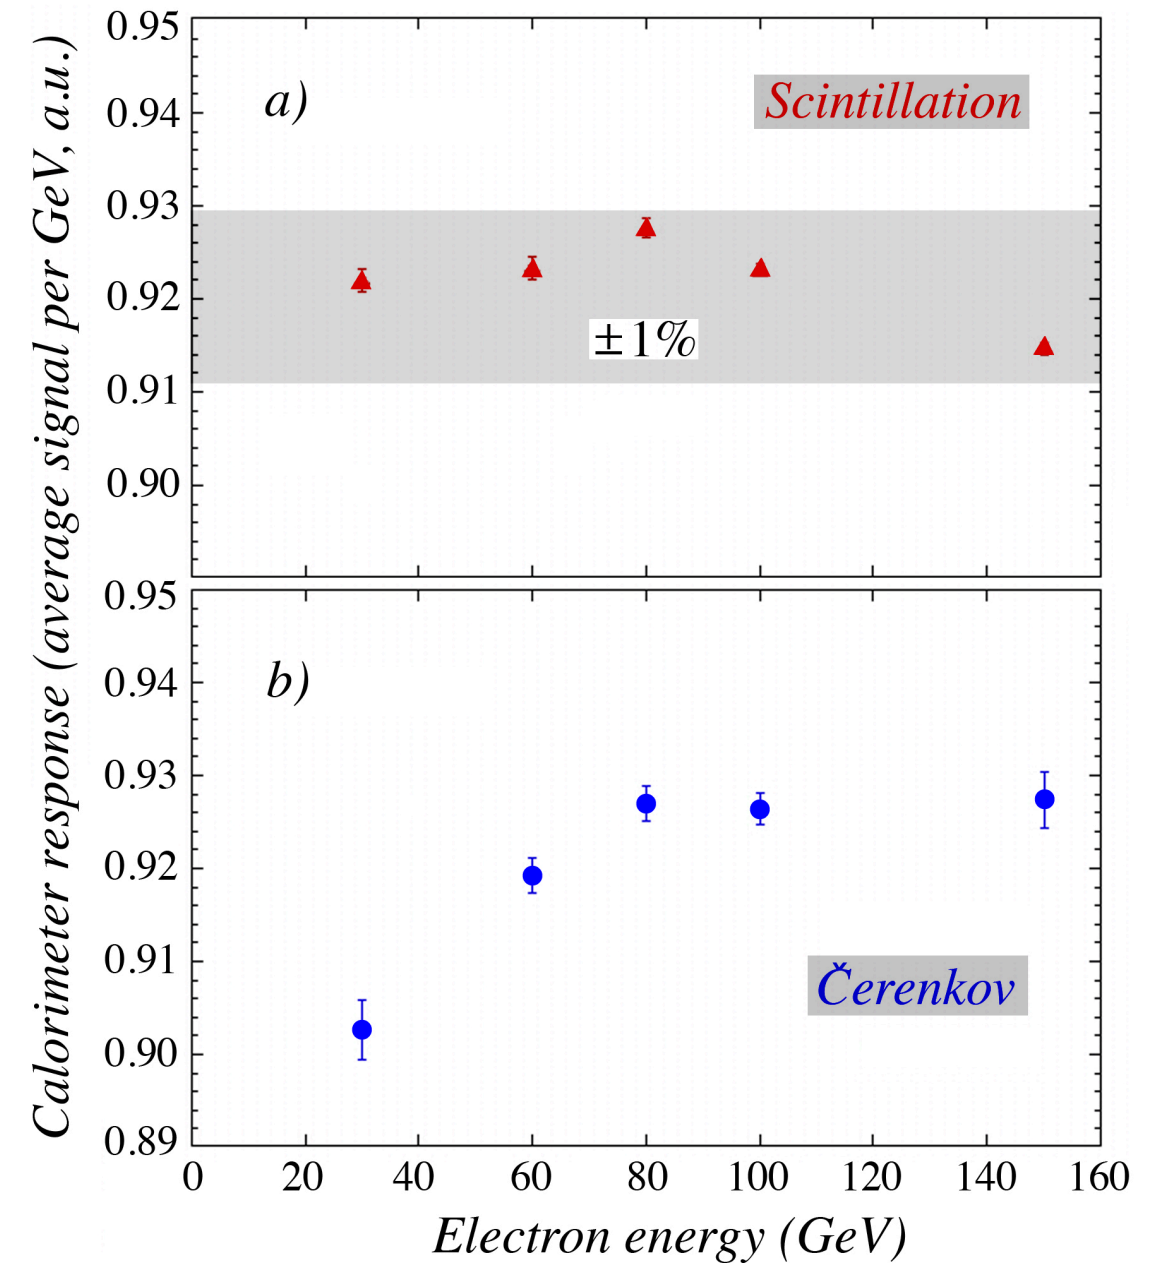 Calorimeter response (average signal per GeV, a.u.)
0.95
a)
Scintillation
0.94
0.93
0.92
±1%
0.91
0.90
0.95
b)
0.94
0.93
0.92
0.91
Čerenkov
0.90
0.89
0 20 40 60 80 100 120 140 160
Electron energy (GeV)